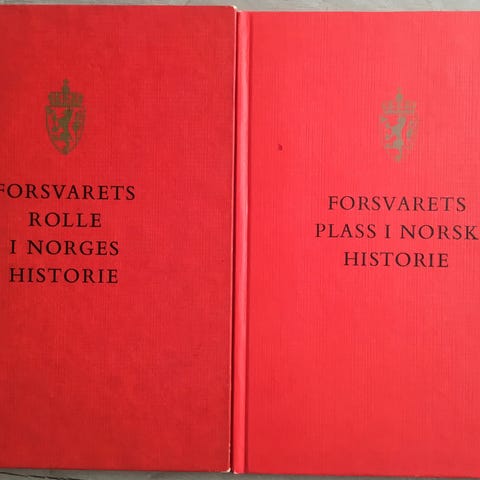 FORSVARETS
ROLLE
I NORGES
HISTORIE
FORSVARETS
PLASS I NORSK
HISTORIE